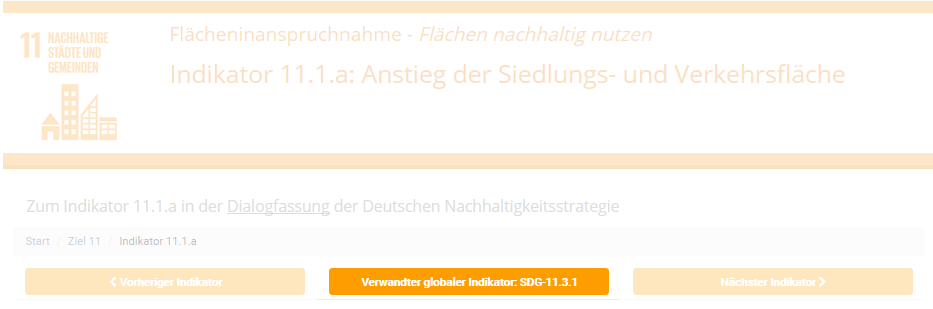 11 NACHHALTIGE
STÄDTE UND
GEMEINDEN
Flächeninanspruchnahme - Flächen nachhaltig nutzen
Indikator 11.1.a: Anstieg der Siedlungs- und Verkehrsfläche
Zum Indikator 11.1.a in der Dialogfassung der Deutschen Nachhaltigkeitsstrategie
Start / Ziel 11 / Indikator 11.1.a
Vorheriger Indikator
Verwandter globaler Indikator: SDG-11.3.1
Nächster Indikator